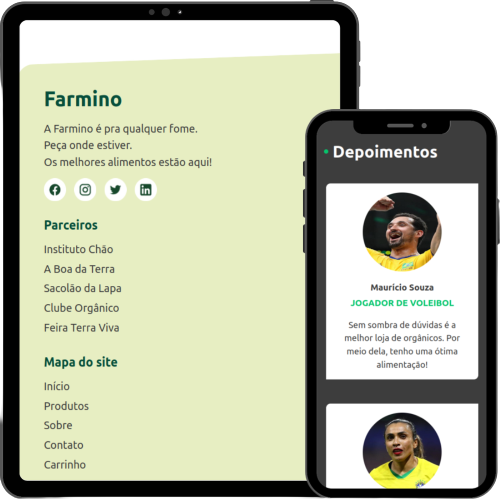 Farmino
A Farmino é pra qualquer fome.
Peça onde estiver.
Os melhores alimentos estão aqui!
Parceiros
Instituto Chão
A Boa da Terra
Sacolão da Lapa
Clube Orgânico
Feira Terra Viva
Mapa do site
Início
Produtos
Sobre
Contato
Carrinho
Depoimentos
Maurício Souza
JOGADOR DE VOLEIBOL
Sem sombra de dúvidas é a
melhor loja de orgânicos. Por
meio dela, tenho uma ótima
alimentação!